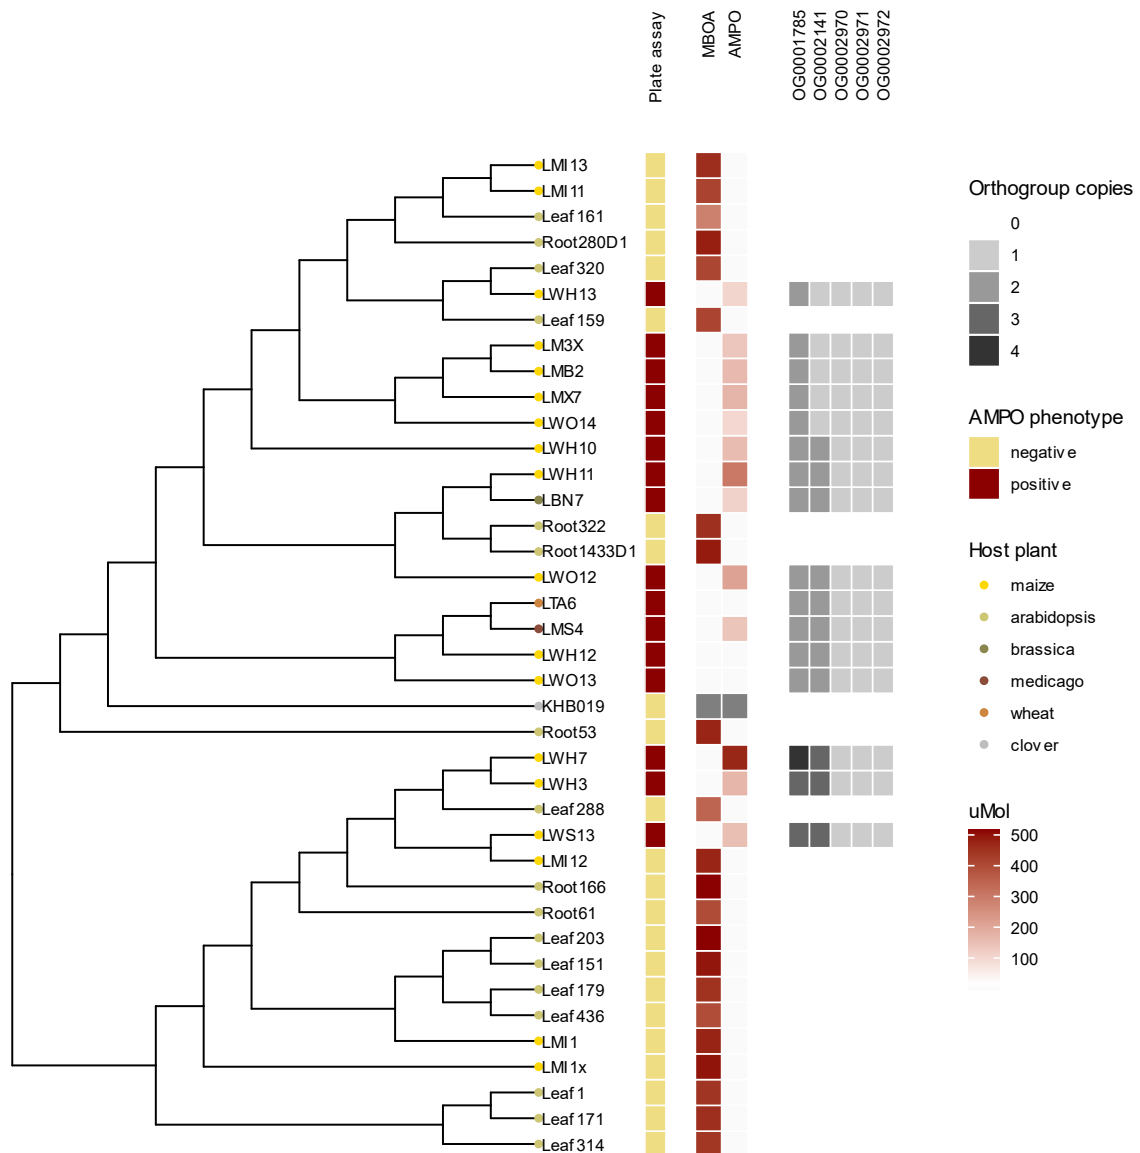 Plate assay
MBOA
AMPO
OG0001785
OG0002141
OG0002970
OG0002971
OG0002972
LMI13
LMI11
Leaf161
Root280D1
Leaf320
LWH13
Leaf159
LM3X
LMB2
LMX7
LWO14
LWH10
LWH11
LBN7
Root322
Root1433D1
LWO12
LTA6
LMS4
LWH12
LWO13
KHB019
Root53
LWH7
LWH3
Leaf288
LWS13
LMI12
Root166
Root61
Leaf203
Leaf151
Leaf179
Leaf436
LMI1
LMI1x
Leaf1
Leaf171
Leaf314
Orthogroup copies
0
1
2
3
4
AMPO phenotype
negative
positive
Host plant
maize
arabidopsis
brassica
medicago
wheat
clover
uMol
500
400
300
200
100